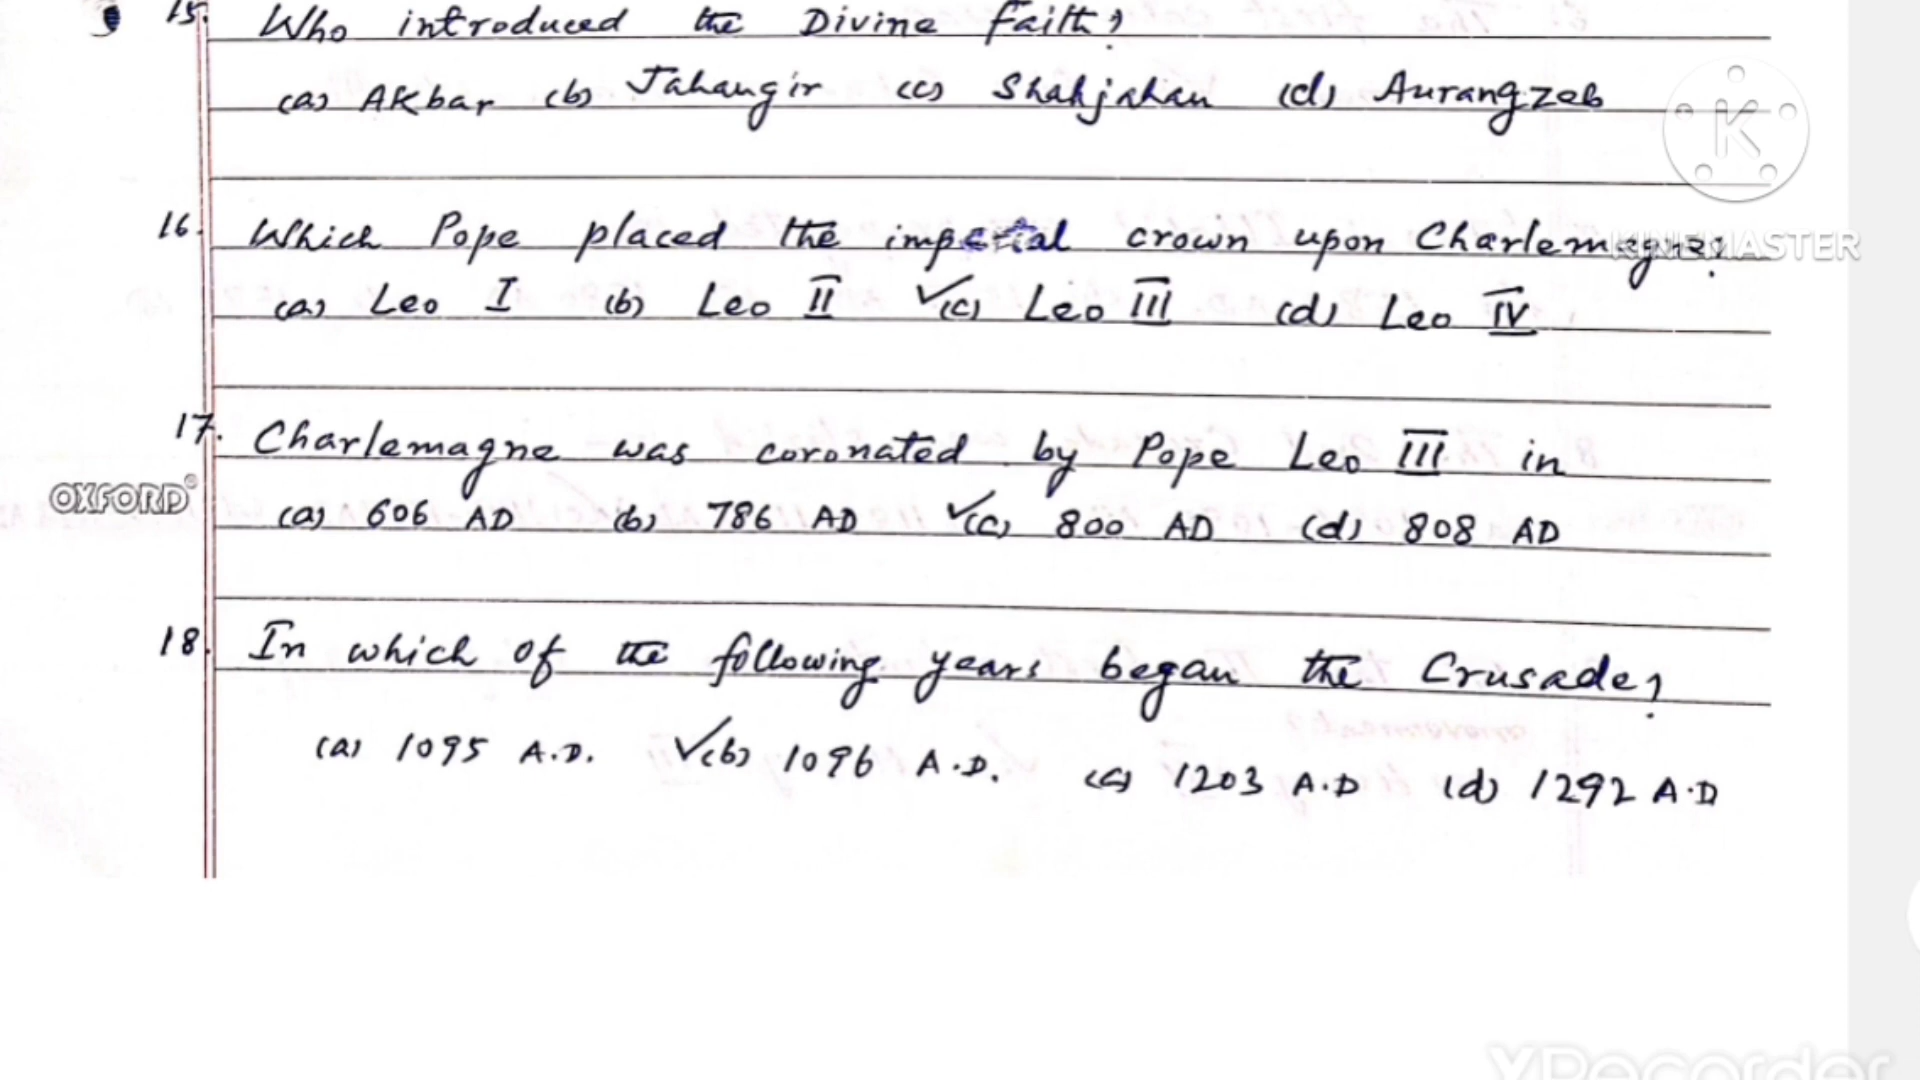 15. Who introduced the Divine Faith?
(a) Akbar (b) Jahangir (c) Shahjahan (d) Aurangzeb
16. Which Pope placed the imperial crown upon Charlemagne?
KINEMASTER
(a) Leo I (b) Leo II ✓(c) Leo III (d) Leo IV
17. Charlemagne was coronated by Pope Leo III in
OXFORD
(a) 606 AD (b) 786 AD ✓(c) 800 AD (d) 808 AD
18. In which of the following years began the Crusade?
(a) 1095 A.D. ✓(b) 1096 A.D. (c) 1203 A.D (d) 1292 A.D
XRecorder